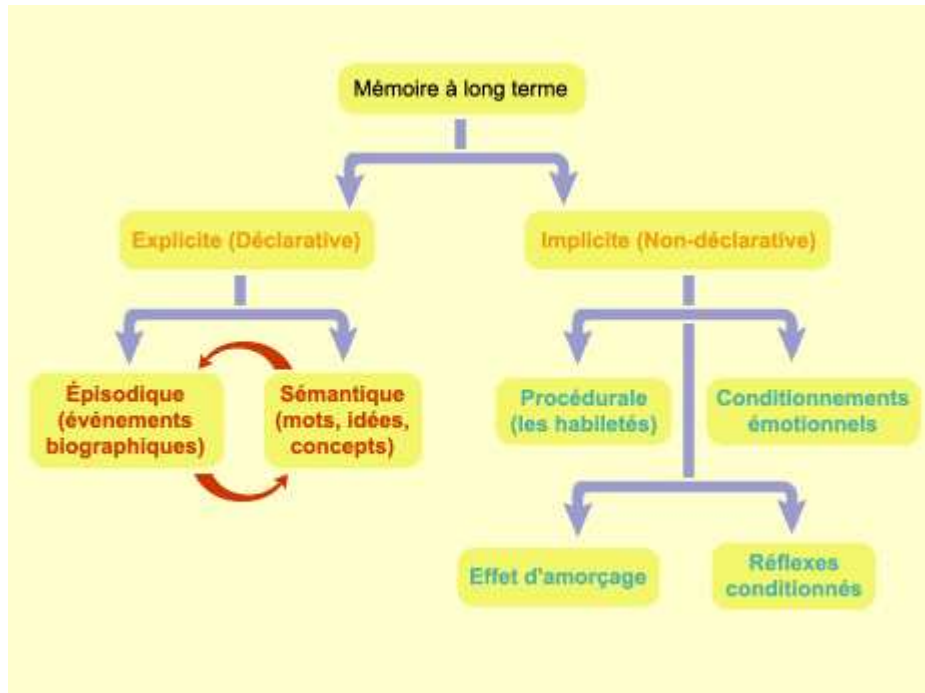 Mémoire à long terme
Explicite (Déclarative)
Implicite (Non-déclarative)
Épisodique
(événements
biographiques)
Sémantique
(mots, idées,
concepts)
Procédurale
(les habiletés)
Conditionnements
émotionnels
Effet d'amorçage
Réflexes
conditionnés